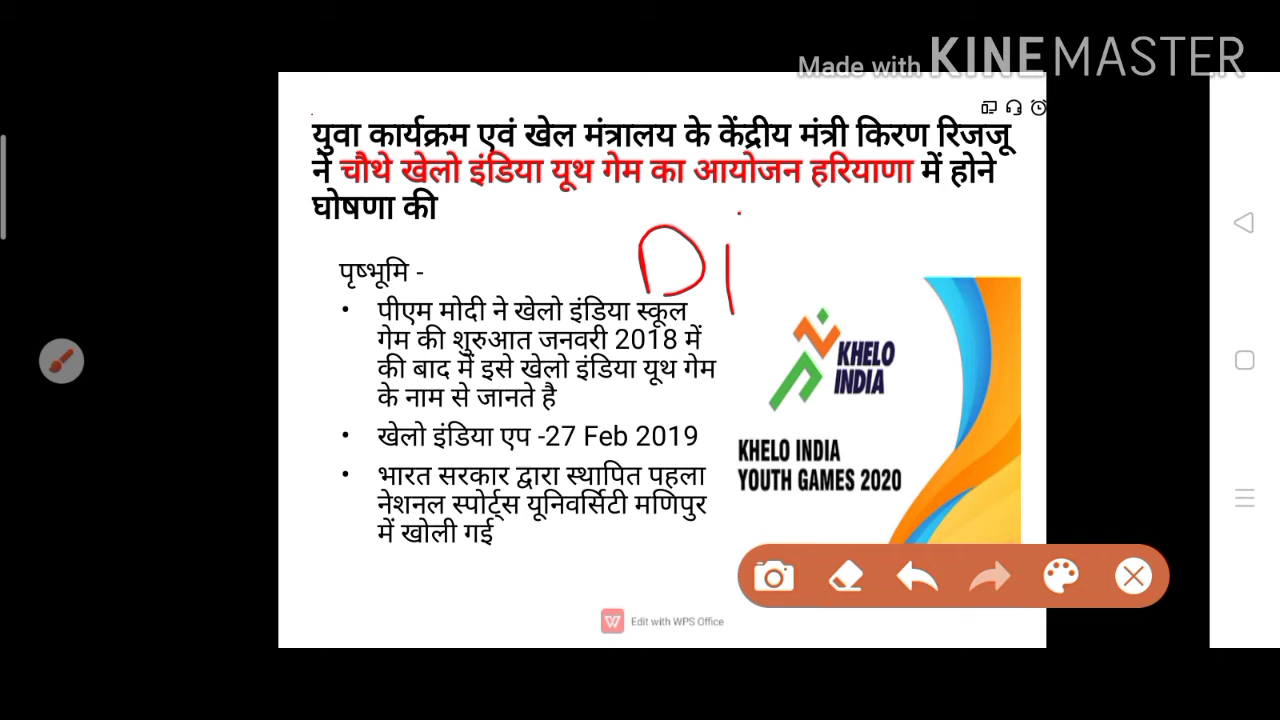 Made with KINEMASTER
युवा कार्यक्रम एवं खेल मंत्रालय के केंद्रीय मंत्री किरण रिजजू
ने चौथे खेलो इंडिया यूथ गेम का आयोजन हरियाणा में होने
घोषणा की
Di
पृष्भूमि -
• पीएम मोदी ने खेलो इंडिया स्कूल
गेम की शुरुआत जनवरी 2018 में
की बाद में इसे खेलो इंडिया यूथ गेम
के नाम से जानते है
• खेलो इंडिया एप -27 Feb 2019
• भारत सरकार द्वारा स्थापित पहला
नेशनल स्पोर्ट्स यूनिवर्सिटी मणिपुर
में खोली गई
KHELO
INDIA
KHELO INDIA
YOUTH GAMES 2020
Edit with WPS Office